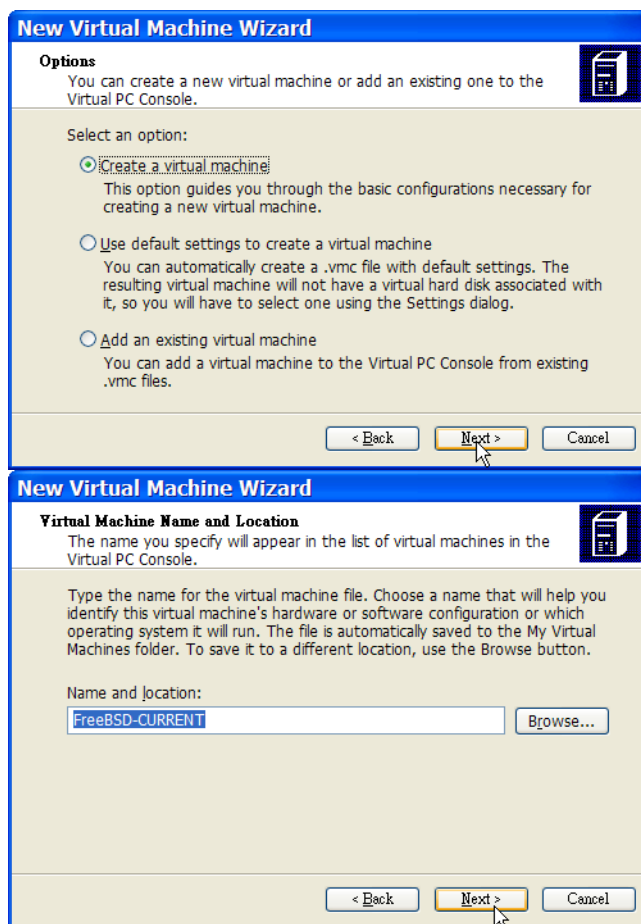 New Virtual Machine Wizard
Options
You can create a new virtual machine or add an existing one to the
Virtual PC Console.
Select an option:
Create a virtual machine
This option guides you through the basic configurations necessary for
creating a new virtual machine.
Use default settings to create a virtual machine
You can automatically create a .vmc file with default settings. The
resulting virtual machine will not have a virtual hard disk associated with
it, so you will have to select one using the Settings dialog.
Add an existing virtual machine
You can add a virtual machine to the Virtual PC Console from existing
.vmc files.
< Back Next > Cancel
New Virtual Machine Wizard
Virtual Machine Name and Location
The name you specify will appear in the list of virtual machines in the
Virtual PC Console.
Type the name for the virtual machine file. Choose a name that will help you
identify this virtual machine's hardware or software configuration or which
operating system it will run. The file is automatically saved to the My Virtual
Machines folder. To save it to a different location, use the Browse button.
Name and location:
FreeBSD-CURRENT Browse...
< Back Next > Cancel